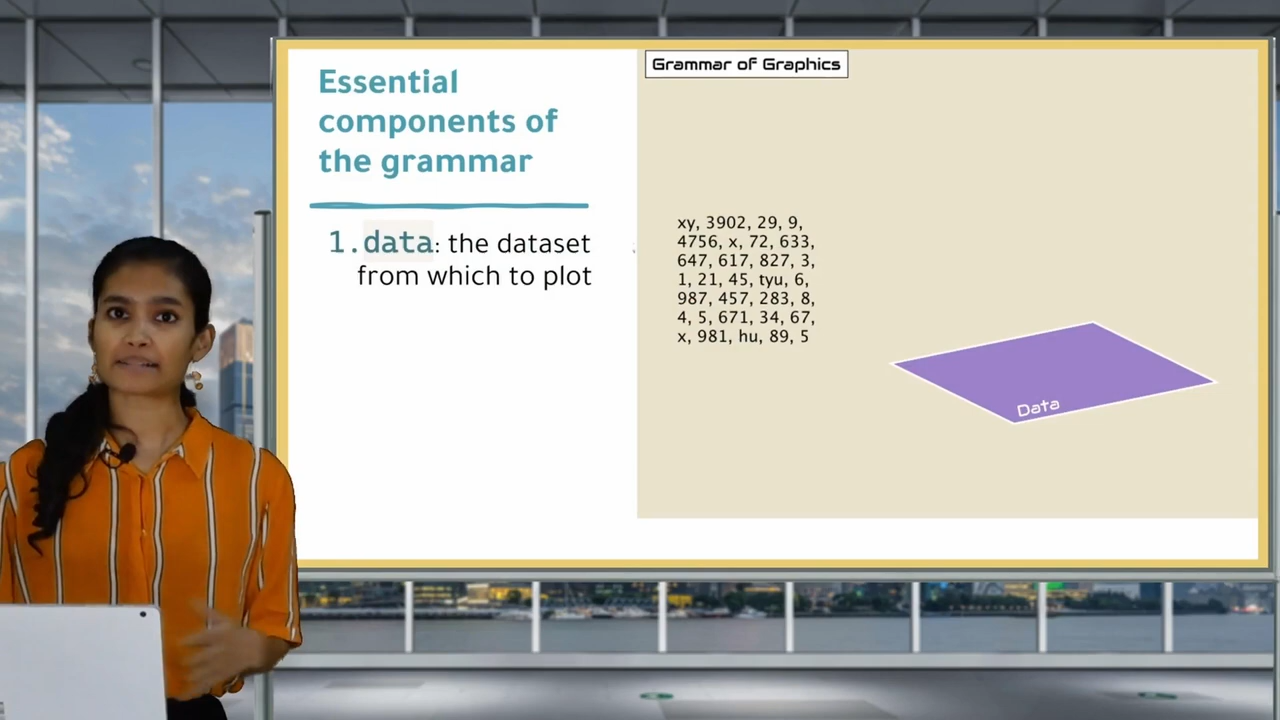 Essential
components of
the grammar
1. data: the dataset
from which to plot
Grammar of Graphics
xy, 3902, 29, 9,
4756, x, 72, 633,
647, 617, 827, 3,
1, 21, 45, tyu, 6,
987, 457, 283, 8,
4, 5, 671, 34, 67,
x, 981, hu, 89, 5
Data